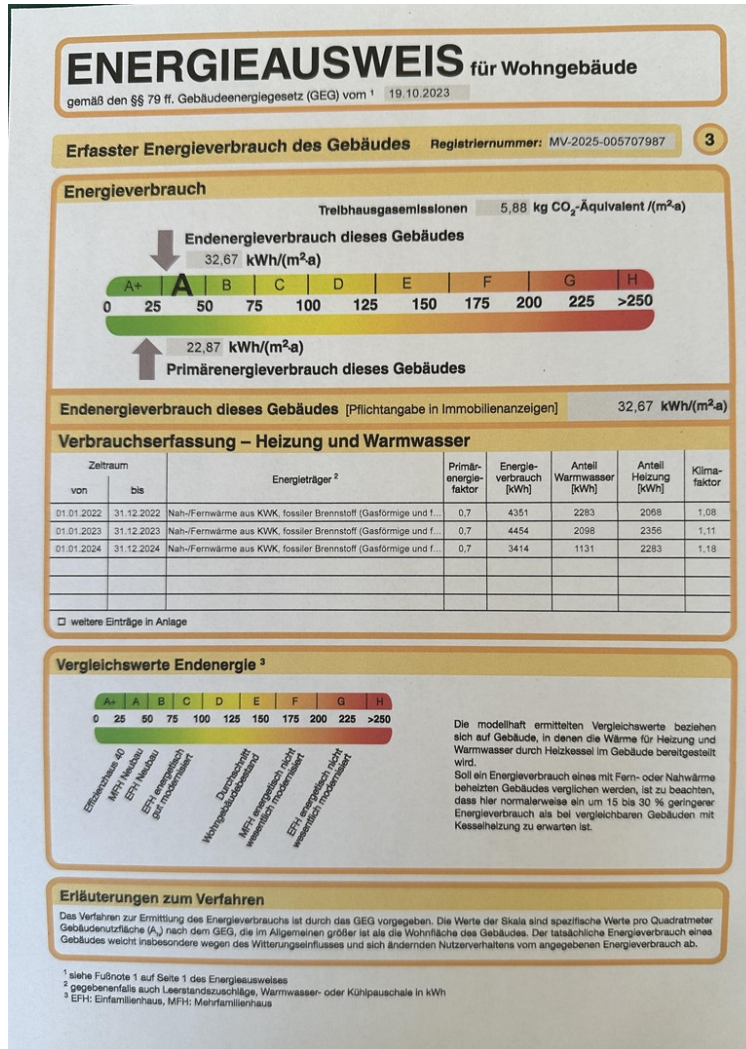 ENERGIEAUSWEIS für Wohngebäude
gemäß den §§ 79 ff. Gebäudeenergiegesetz (GEG) vom ¹ 19.10.2023
Erfasster Energieverbrauch des Gebäudes Registriernummer: MV-2025-005707987 3
Energieverbrauch
Treibhausgasemissionen 5,88 kg CO₂-Äquivalent /(m²·a)
Endenergieverbrauch dieses Gebäudes
32,67 kWh/(m²·a)
A+ A B C D E F G H
0 25 50 75 100 125 150 175 200 225 >250
22,87 kWh/(m²·a)
Primärenergieverbrauch dieses Gebäudes
Endenergieverbrauch dieses Gebäudes [Pflichtangabe in Immobilienanzeigen] 32,67 kWh/(m²·a)
Verbrauchserfassung – Heizung und Warmwasser
Zeitraum
von bis
Energieträger ²
Primär-
energie-
faktor
Energie-
verbrauch
[kWh]
Anteil
Warmwasser
[kWh]
Anteil
Heizung
[kWh]
Klima-
faktor
01.01.2022 31.12.2022 Nah-/Fernwärme aus KWK, fossiler Brennstoff (Gasförmige und f... 0,7 4351 2283 2068 1,08
01.01.2023 31.12.2023 Nah-/Fernwärme aus KWK, fossiler Brennstoff (Gasförmige und f... 0,7 4454 2098 2356 1,11
01.01.2024 31.12.2024 Nah-/Fernwärme aus KWK, fossiler Brennstoff (Gasförmige und f... 0,7 3414 1131 2283 1,18
☐ weitere Einträge in Anlage
Vergleichswerte Endenergie ³
A+ A B C D E F G H
0 25 50 75 100 125 150 175 200 225 >250
Effizienzhaus 40
MFH Neubau
EFH Neubau
EFH energetisch
gut modernisiert
Durchschnitt
Wohngebäudebestand
MFH energetisch nicht
wesentlich modernisiert
EFH energetisch nicht
wesentlich modernisiert
Die modellhaft ermittelten Vergleichswerte beziehen
sich auf Gebäude, in denen die Wärme für Heizung und
Warmwasser durch Heizkessel im Gebäude bereitgestellt
wird.
Soll ein Energieverbrauch eines mit Fern- oder Nahwärme
beheizten Gebäudes verglichen werden, ist zu beachten,
dass hier normalerweise ein um 15 bis 30 % geringerer
Energieverbrauch als bei vergleichbaren Gebäuden mit
Kesselheizung zu erwarten ist.
Erläuterungen zum Verfahren
Das Verfahren zur Ermittlung des Energieverbrauchs ist durch das GEG vorgegeben. Die Werte der Skala sind spezifische Werte pro Quadratmeter
Gebäudenutzfläche (Aₙ) nach dem GEG, die im Allgemeinen größer ist als die Wohnfläche des Gebäudes. Der tatsächliche Energieverbrauch eines
Gebäudes weicht insbesondere wegen des Witterungseinflusses und sich ändernden Nutzerverhaltens vom angegebenen Energieverbrauch ab.
¹ siehe Fußnote 1 auf Seite 1 des Energieausweises
² gegebenenfalls auch Leerstandszuschläge, Warmwasser- oder Kühlpauschale in kWh
³ EFH: Einfamilienhaus, MFH: Mehrfamilienhaus